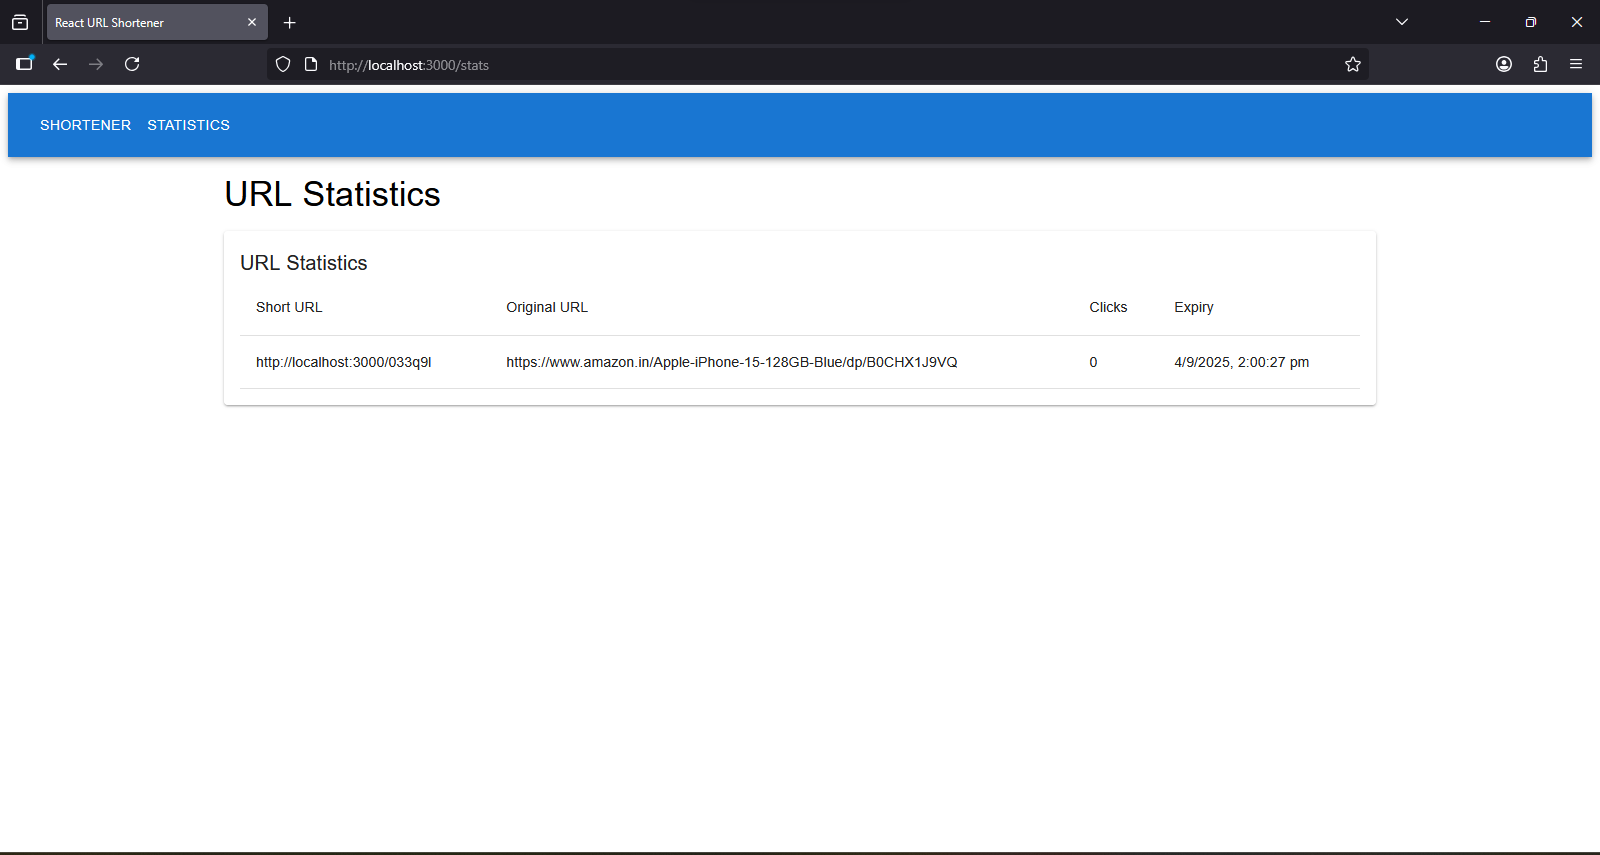 React URL Shortener
http://localhost:3000/stats
SHORTENER STATISTICS
URL Statistics
URL Statistics
Short URL Original URL Clicks Expiry
http://localhost:3000/033q9l https://www.amazon.in/Apple-iPhone-15-128GB-Blue/dp/B0CHX1J9VQ 0 4/9/2025, 2:00:27 pm